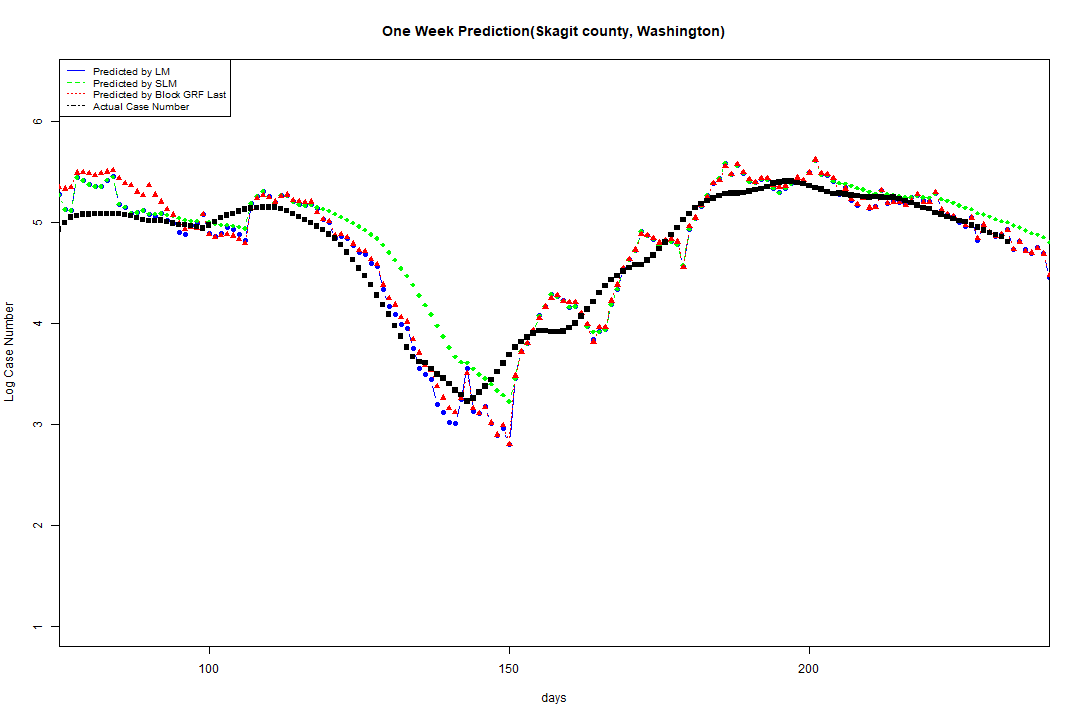 One Week Prediction(Skagit county, Washington)
Predicted by LM
Predicted by SLM
Predicted by Block GRF Last
Actual Case Number
6
5
4
3
2
1
Log Case Number
100 150 200
days